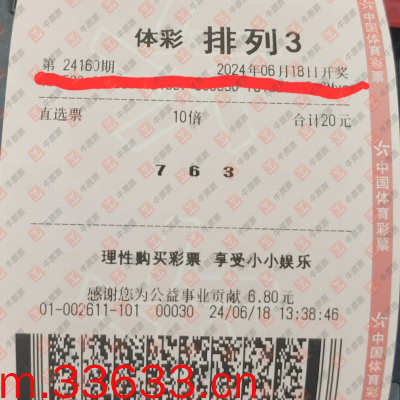 体彩 排列3
第 24160期 2024年06月18日开奖
直选票 10倍 合计20元
7 6 3
理性购买彩票 享受小小娱乐
感谢您为公益事业贡献 6.80元
01-002611-101 00030 24/06/18 13:38:46
中国体育彩票
中国体育彩票
m.33633.cn